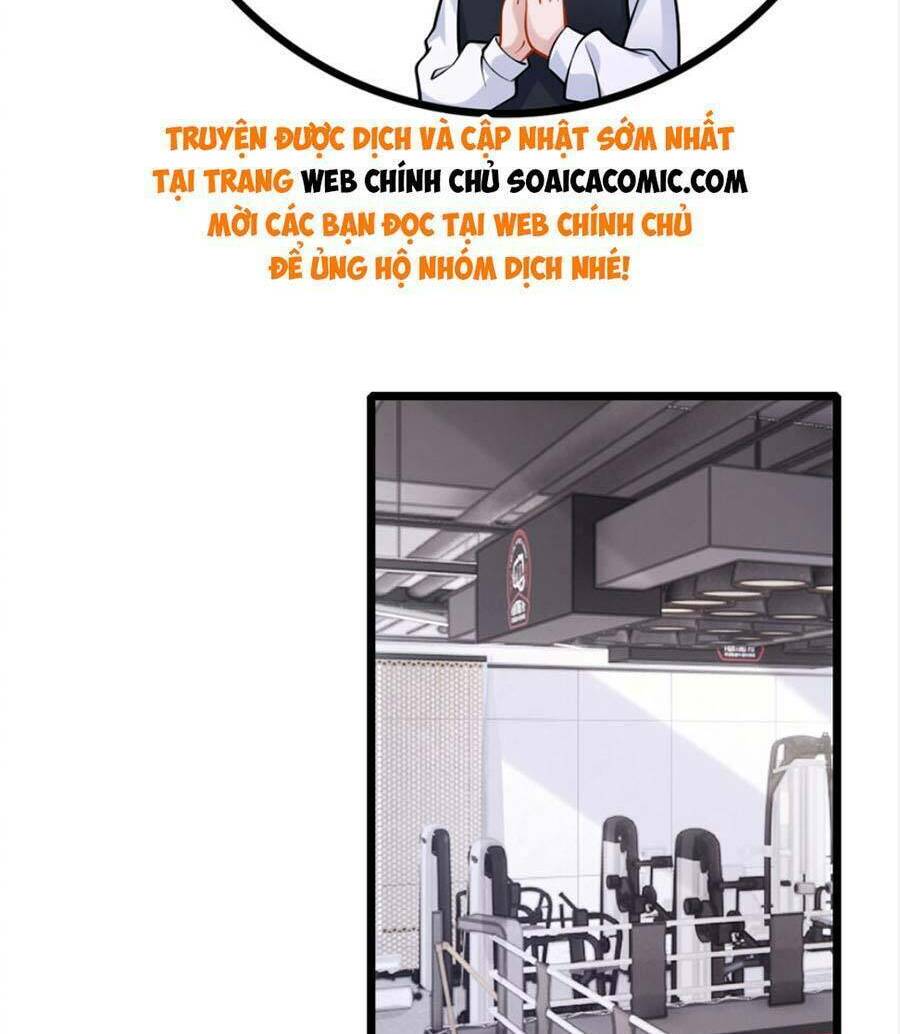 TRUYỆN ĐƯỢC DỊCH VÀ CẬP NHẬT SỚM NHẤT
TẠI TRANG WEB CHÍNH CHỦ SOAICACOMIC.COM
MỜI CÁC BẠN ĐỌC TẠI WEB CHÍNH CHỦ
ĐỂ ỦNG HỘ NHÓM DỊCH NHÉ!